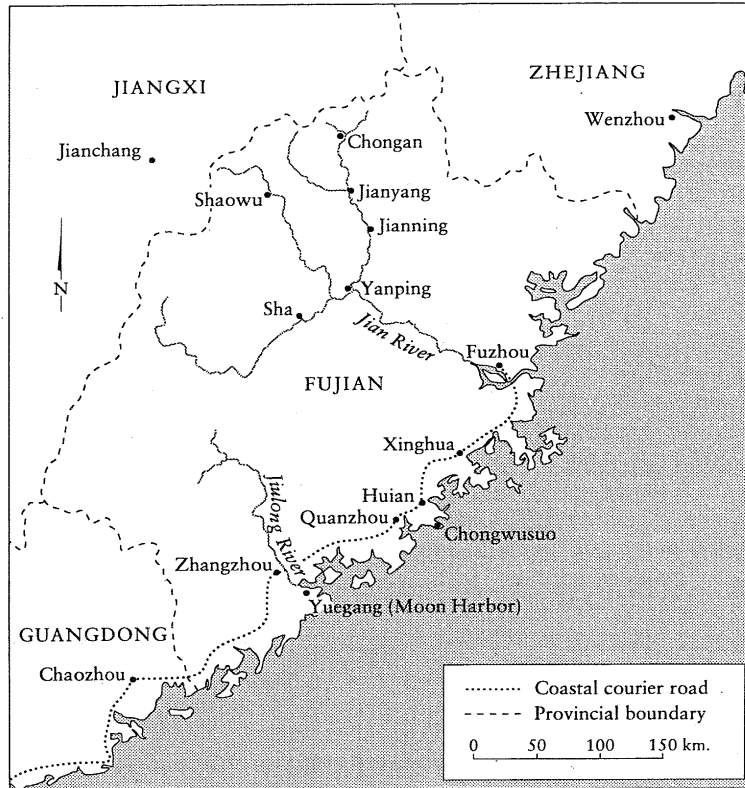 JIANGXI
ZHEJIANG
Wenzhou
Chongan
Jianchang
Jianyang
Shaowu
Jianning
N
Yanping
Sha
Jian River
Fuzhou
FUJIAN
Xinghua
Jiulong River
Huian
Quanzhou
Chongwusuo
Zhangzhou
Yuegang (Moon Harbor)
GUANGDONG
Chaozhou
Coastal courier road
Provincial boundary
0 50 100 150 km.